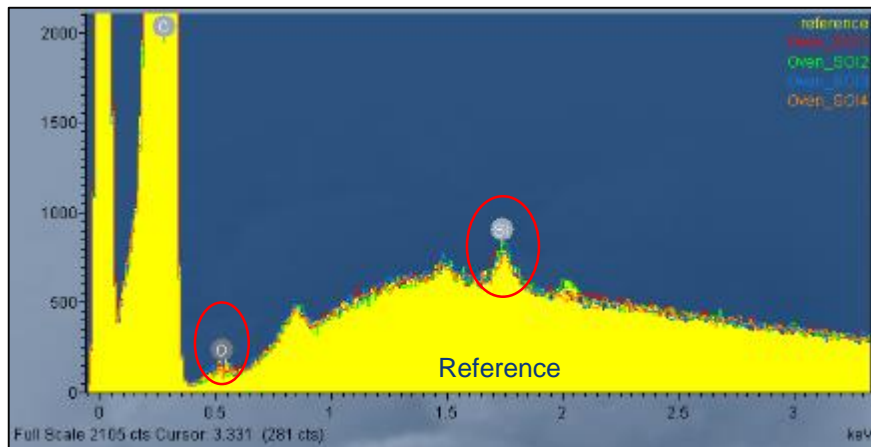 reference
Oven_SOI2
Oven_SOI3
Oven_SOI4
C
2000
1500
1000
Si
500
O
Reference
0
0 0.5 1 1.5 2 2.5 3
Full Scale 2105 cts Cursor: 3.331 (281 cts) keV